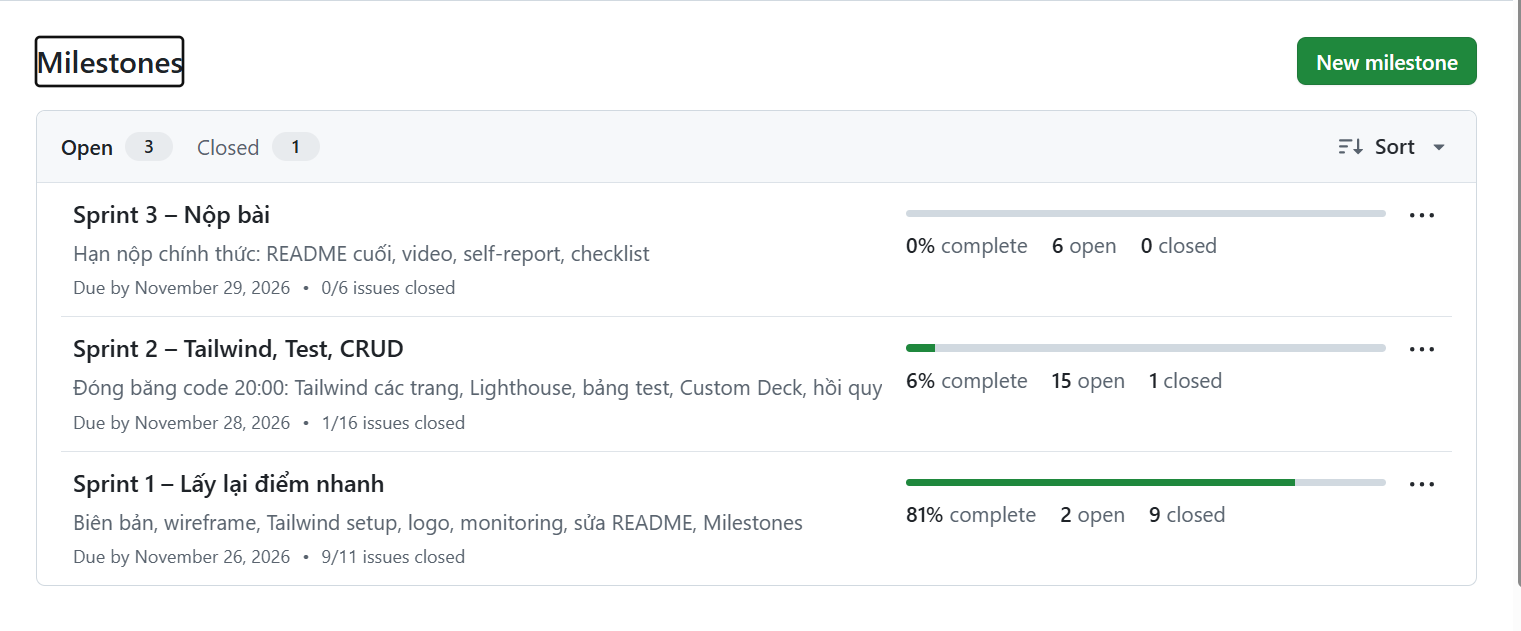 Milestones
New milestone
Open 3 Closed 1
Sort
Sprint 3 – Nộp bài
Hạn nộp chính thức: README cuối, video, self-report, checklist
Due by November 29, 2026 • 0/6 issues closed
0% complete 6 open 0 closed
Sprint 2 – Tailwind, Test, CRUD
Đóng băng code 20:00: Tailwind các trang, Lighthouse, bảng test, Custom Deck, hồi quy
Due by November 28, 2026 • 1/16 issues closed
6% complete 15 open 1 closed
Sprint 1 – Lấy lại điểm nhanh
Biên bản, wireframe, Tailwind setup, logo, monitoring, sửa README, Milestones
Due by November 26, 2026 • 9/11 issues closed
81% complete 2 open 9 closed